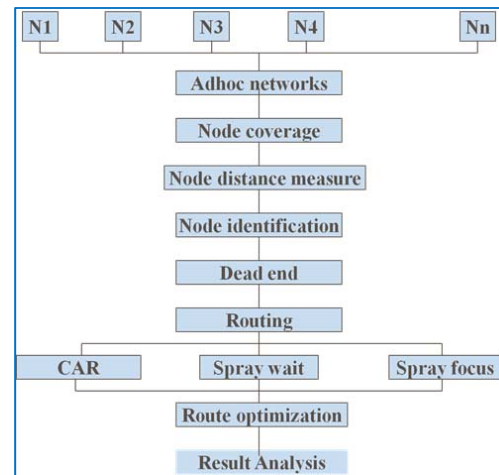 N1 N2 N3 N4 Nn
Adhoc networks
Node coverage
Node distance measure
Node identification
Dead end
Routing
CAR Spray wait Spray focus
Route optimization
Result Analysis